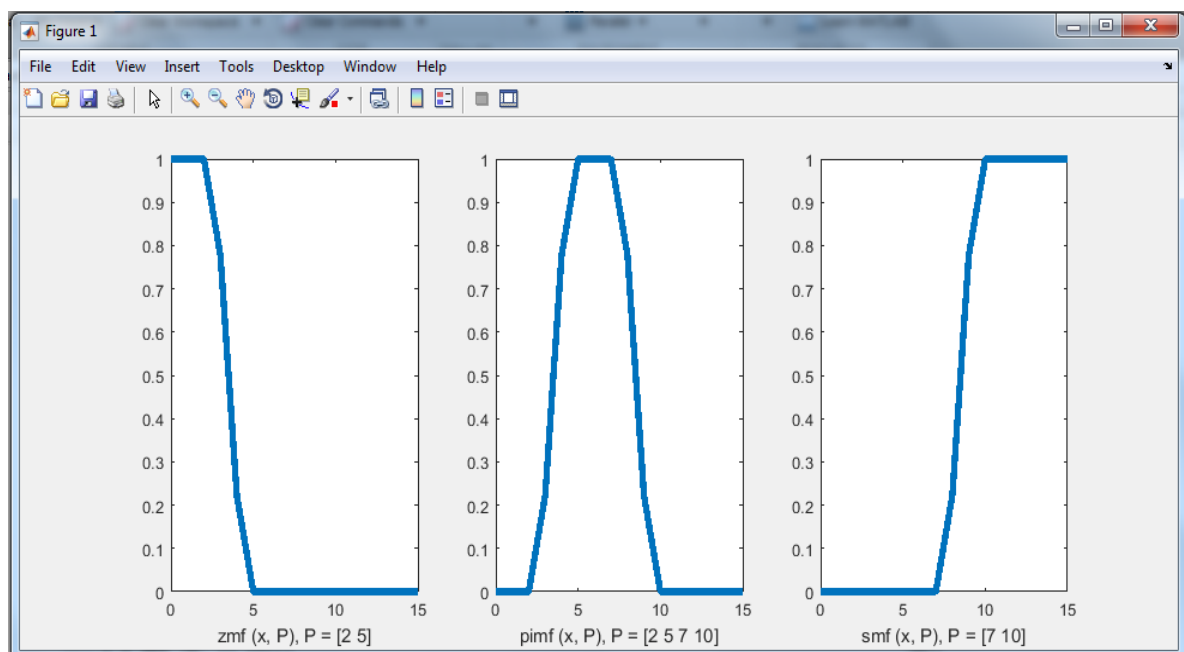 Figure 1
File Edit View Insert Tools Desktop Window Help
1 1 1
0.9 0.9 0.9
0.8 0.8 0.8
0.7 0.7 0.7
0.6 0.6 0.6
0.5 0.5 0.5
0.4 0.4 0.4
0.3 0.3 0.3
0.2 0.2 0.2
0.1 0.1 0.1
0 0 0
0 5 10 15 0 5 10 15 0 5 10 15
zmf (x, P), P = [2 5] pimf (x, P), P = [2 5 7 10] smf (x, P), P = [7 10]